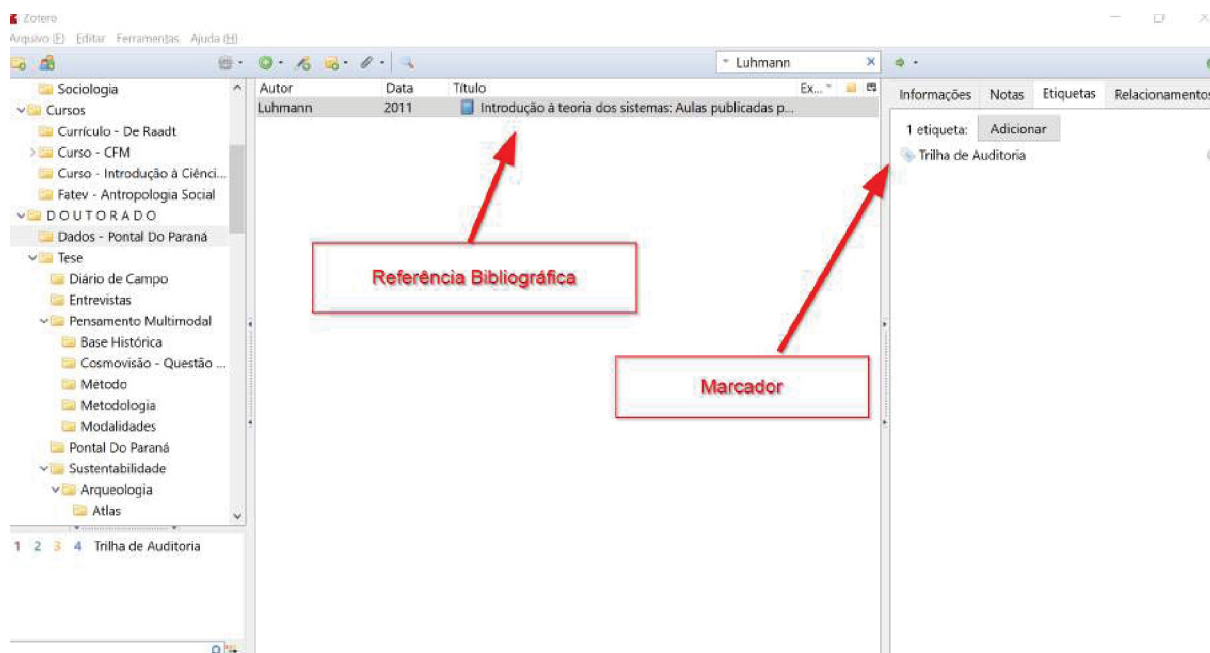 Zotero
Arquivo (F) Editar Ferramentas Ajuda (H)
Luhmann
Sociologia
Cursos
Currículo - De Raadt
Curso - CFM
Curso - Introdução à Ciênci...
Fatev - Antropologia Social
D O U T O R A D O
Dados - Pontal Do Paraná
Tese
Diário de Campo
Entrevistas
Pensamento Multimodal
Base Histórica
Cosmovisão - Questão ...
Metodo
Metodologia
Modalidades
Pontal Do Paraná
Sustentabilidade
Arqueologia
Atlas
1 2 3 4 Trilha de Auditoria
Autor Data Título Ex...
Luhmann 2011 Introdução à teoria dos sistemas: Aulas publicadas p...
Referência Bibliográfica
Marcador
Informações Notas Etiquetas Relacionamentos
1 etiqueta: Adicionar
Trilha de Auditoria